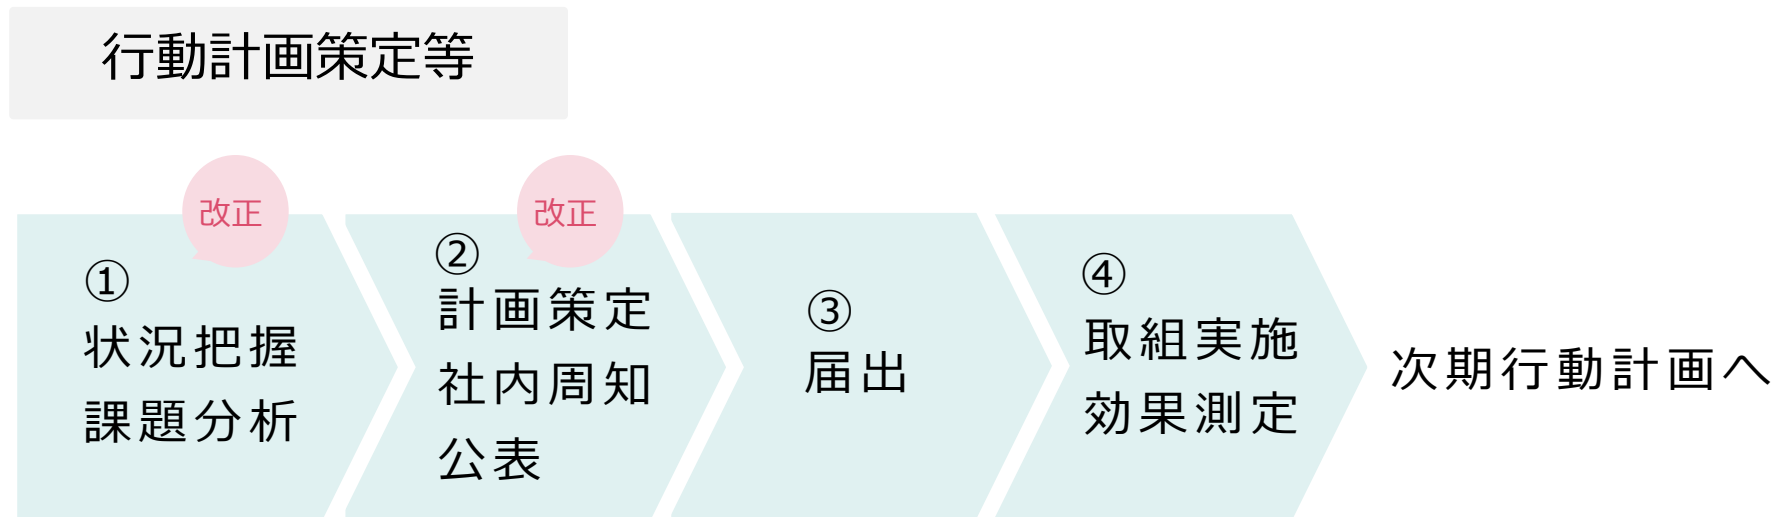 行動計画策定等
改正
①
状況把握
課題分析
改正
②
計画策定
社内周知
公表
③
届出
④
取組実施
効果測定
次期行動計画へ